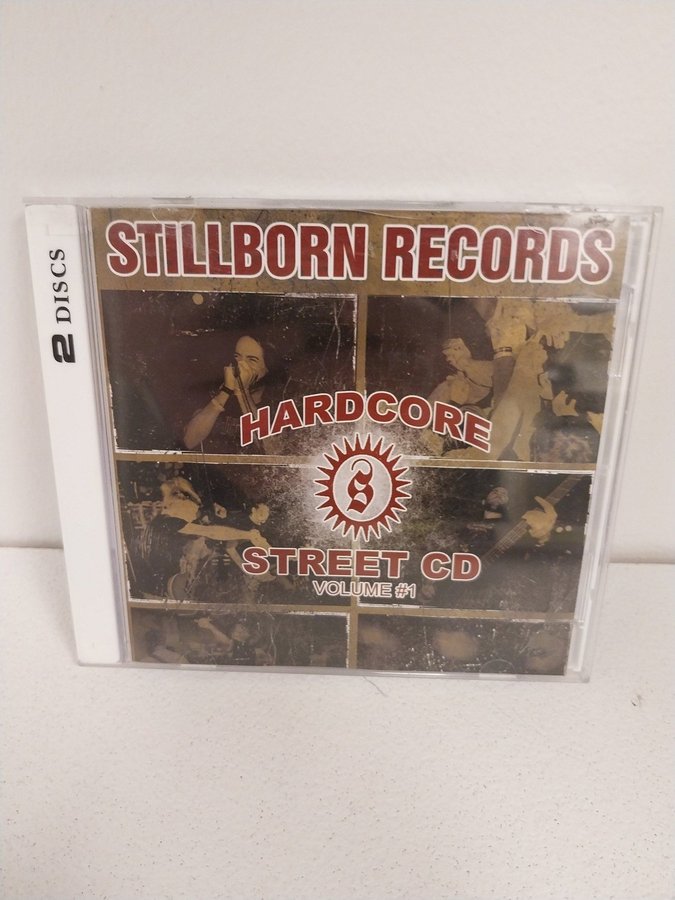 2 DISCS
STILLBORN RECORDS
HARDCORE
S
STREET CD
VOLUME #1